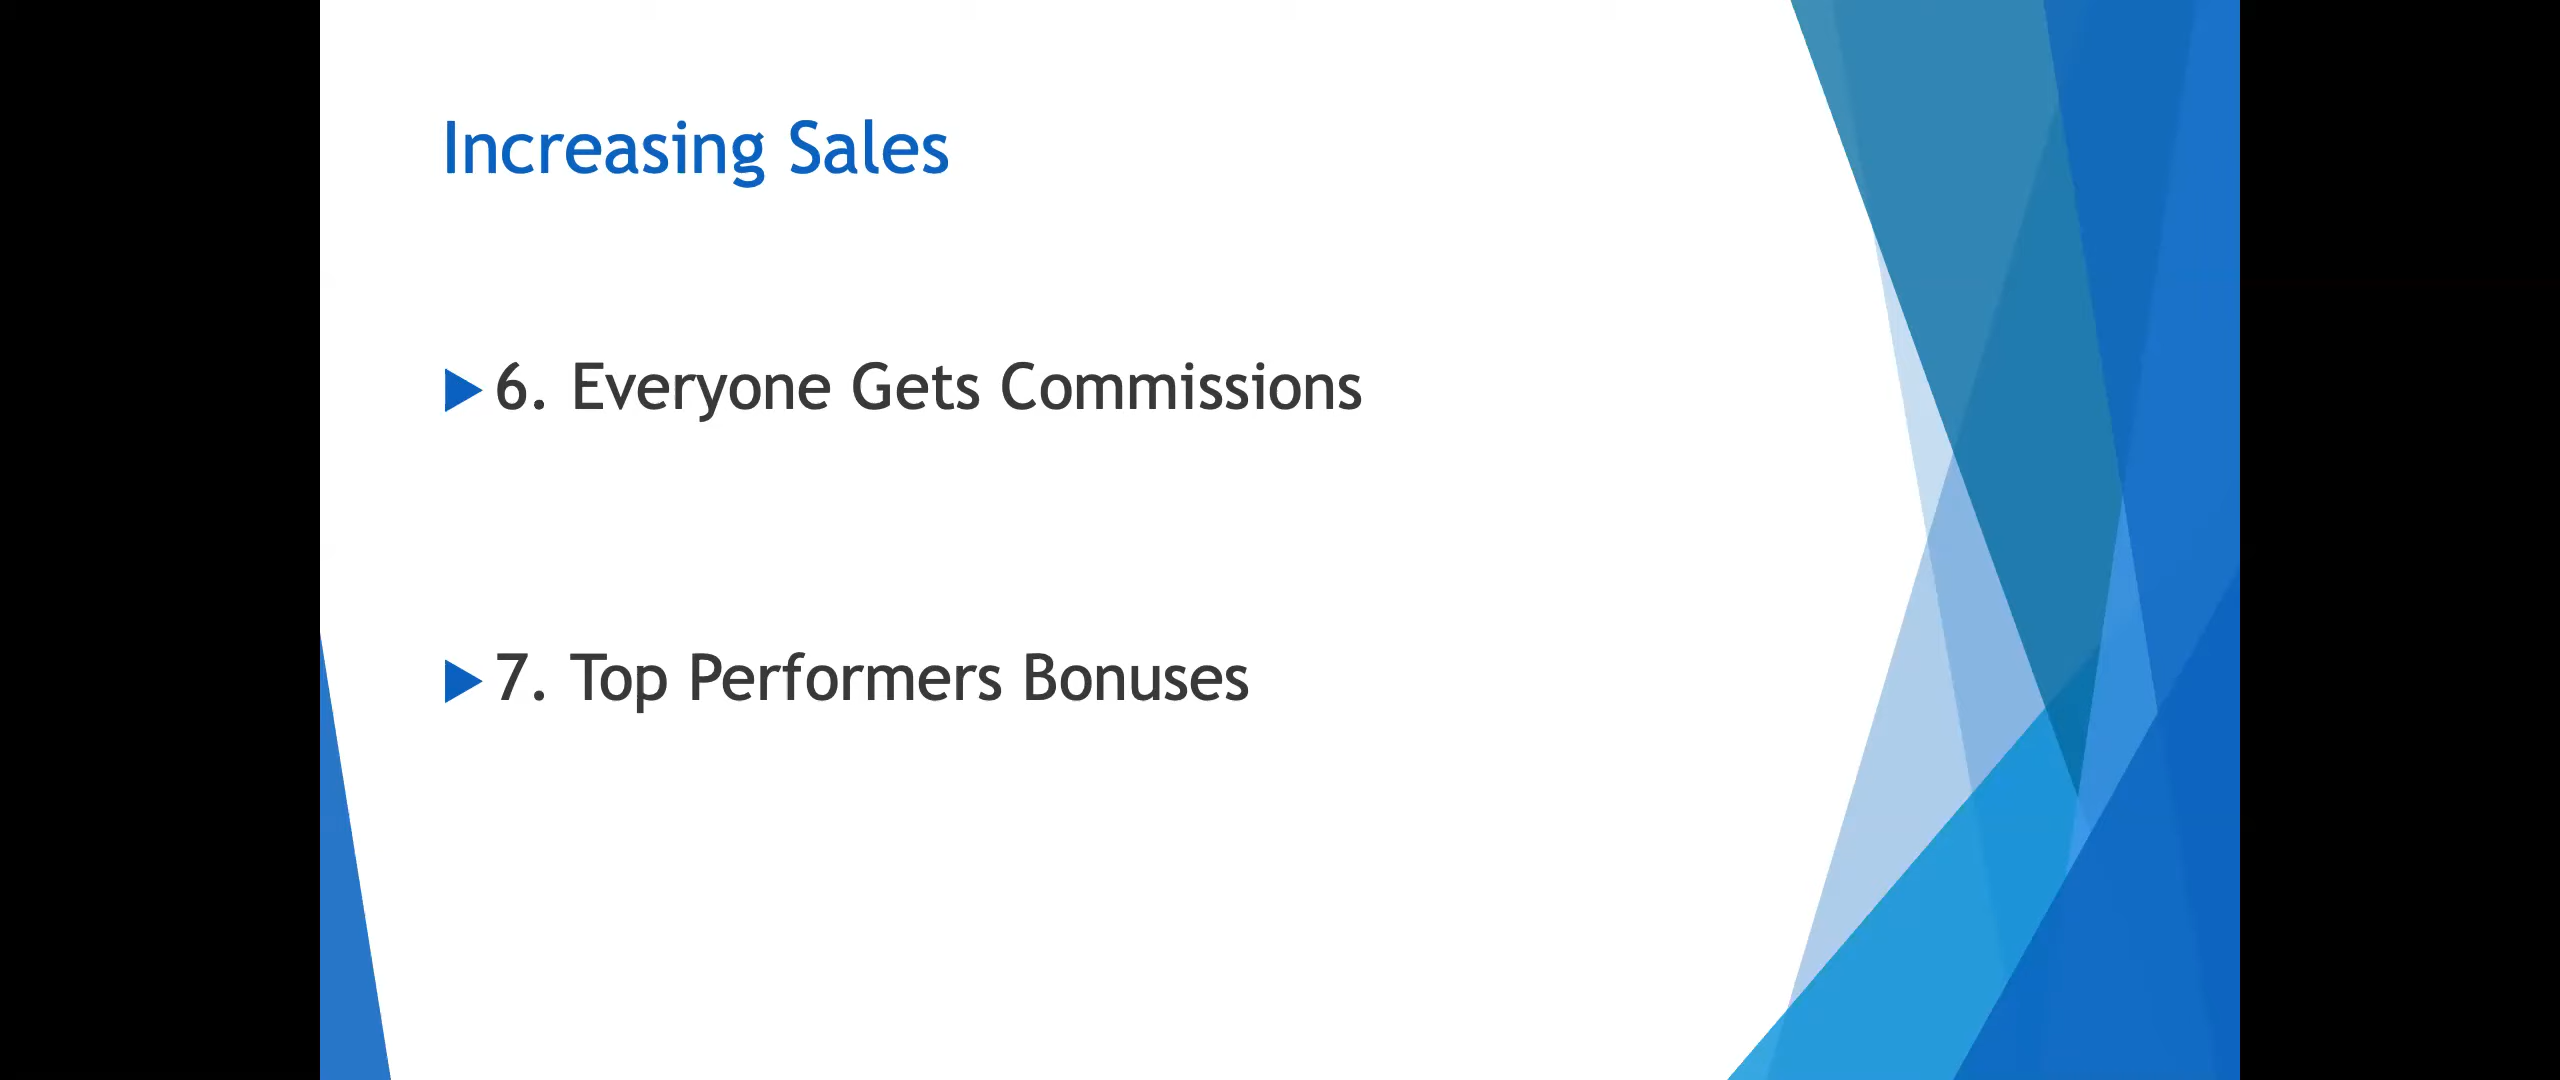 Increasing Sales
6. Everyone Gets Commissions
7. Top Performers Bonuses